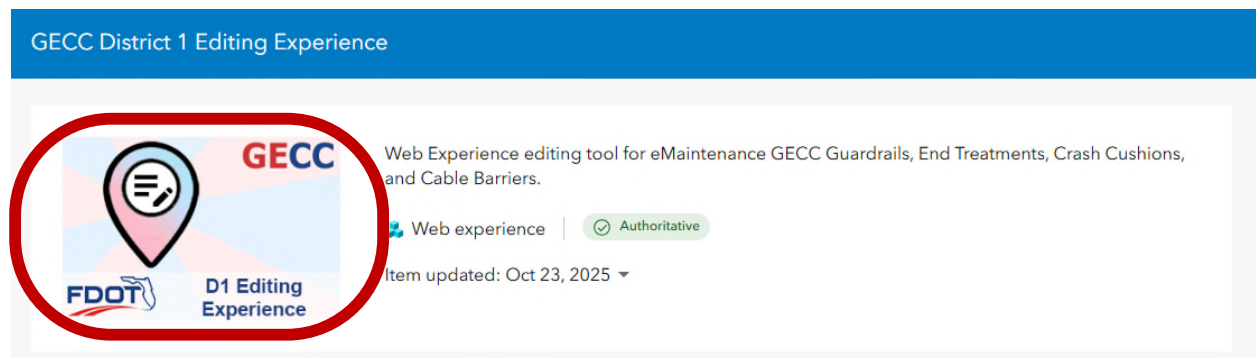 GECC District 1 Editing Experience
GECC
FDOT
D1 Editing
Experience
Web Experience editing tool for eMaintenance GECC Guardrails, End Treatments, Crash Cushions,
and Cable Barriers.
Web experience
Authoritative
Item updated: Oct 23, 2025